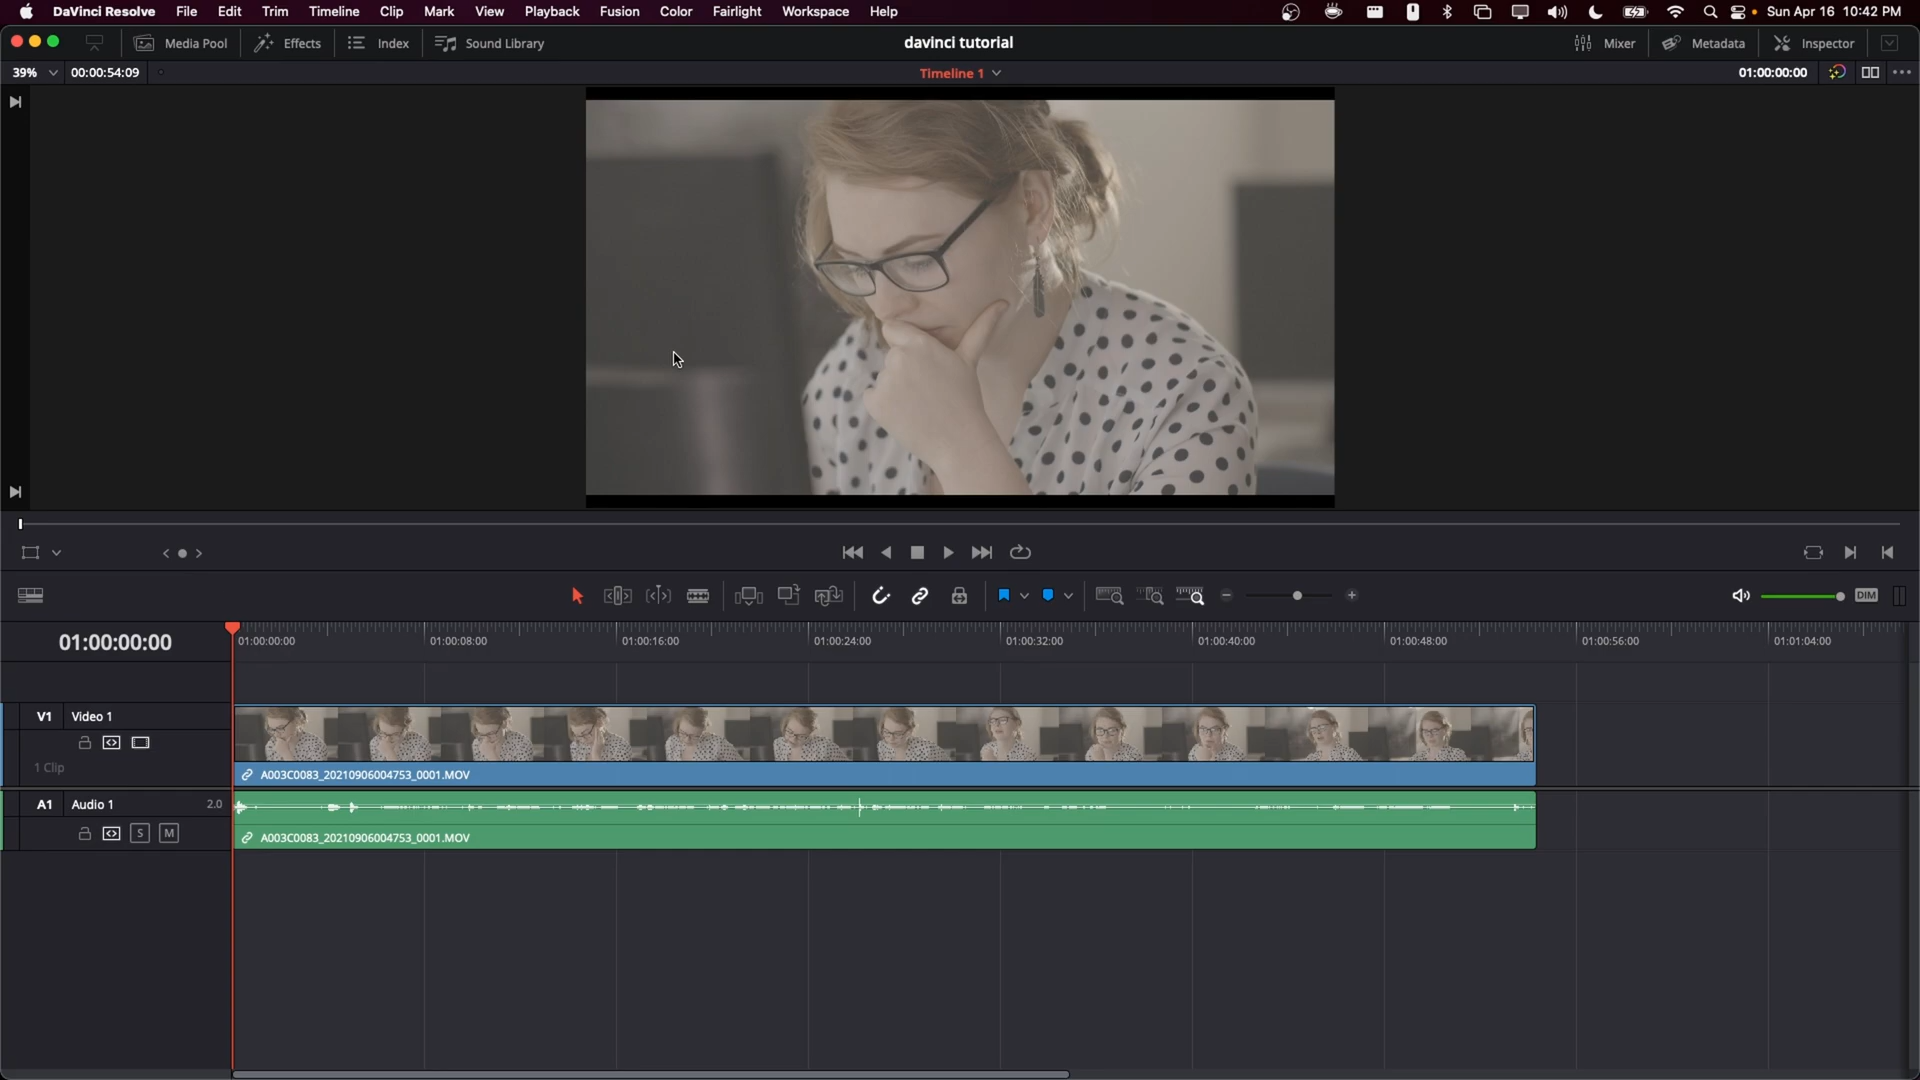 DaVinci Resolve File Edit Trim Timeline Clip Mark View Playback Fusion Color Fairlight Workspace Help Sun Apr 16 10:42 PM
Media Pool Effects Index Sound Library davinci tutorial Mixer Metadata Inspector
39% 00:00:54:09 Timeline 1 01:00:00:00
DIM
01:00:00:00 01:00:00:00 01:00:08:00 01:00:16:00 01:00:24:00 01:00:32:00 01:00:40:00 01:00:48:00 01:00:56:00 01:01:04:00
V1 Video 1
1 Clip
A003C0083_20210906004753_0001.MOV
A1 Audio 1 2.0
S M
A003C0083_20210906004753_0001.MOV